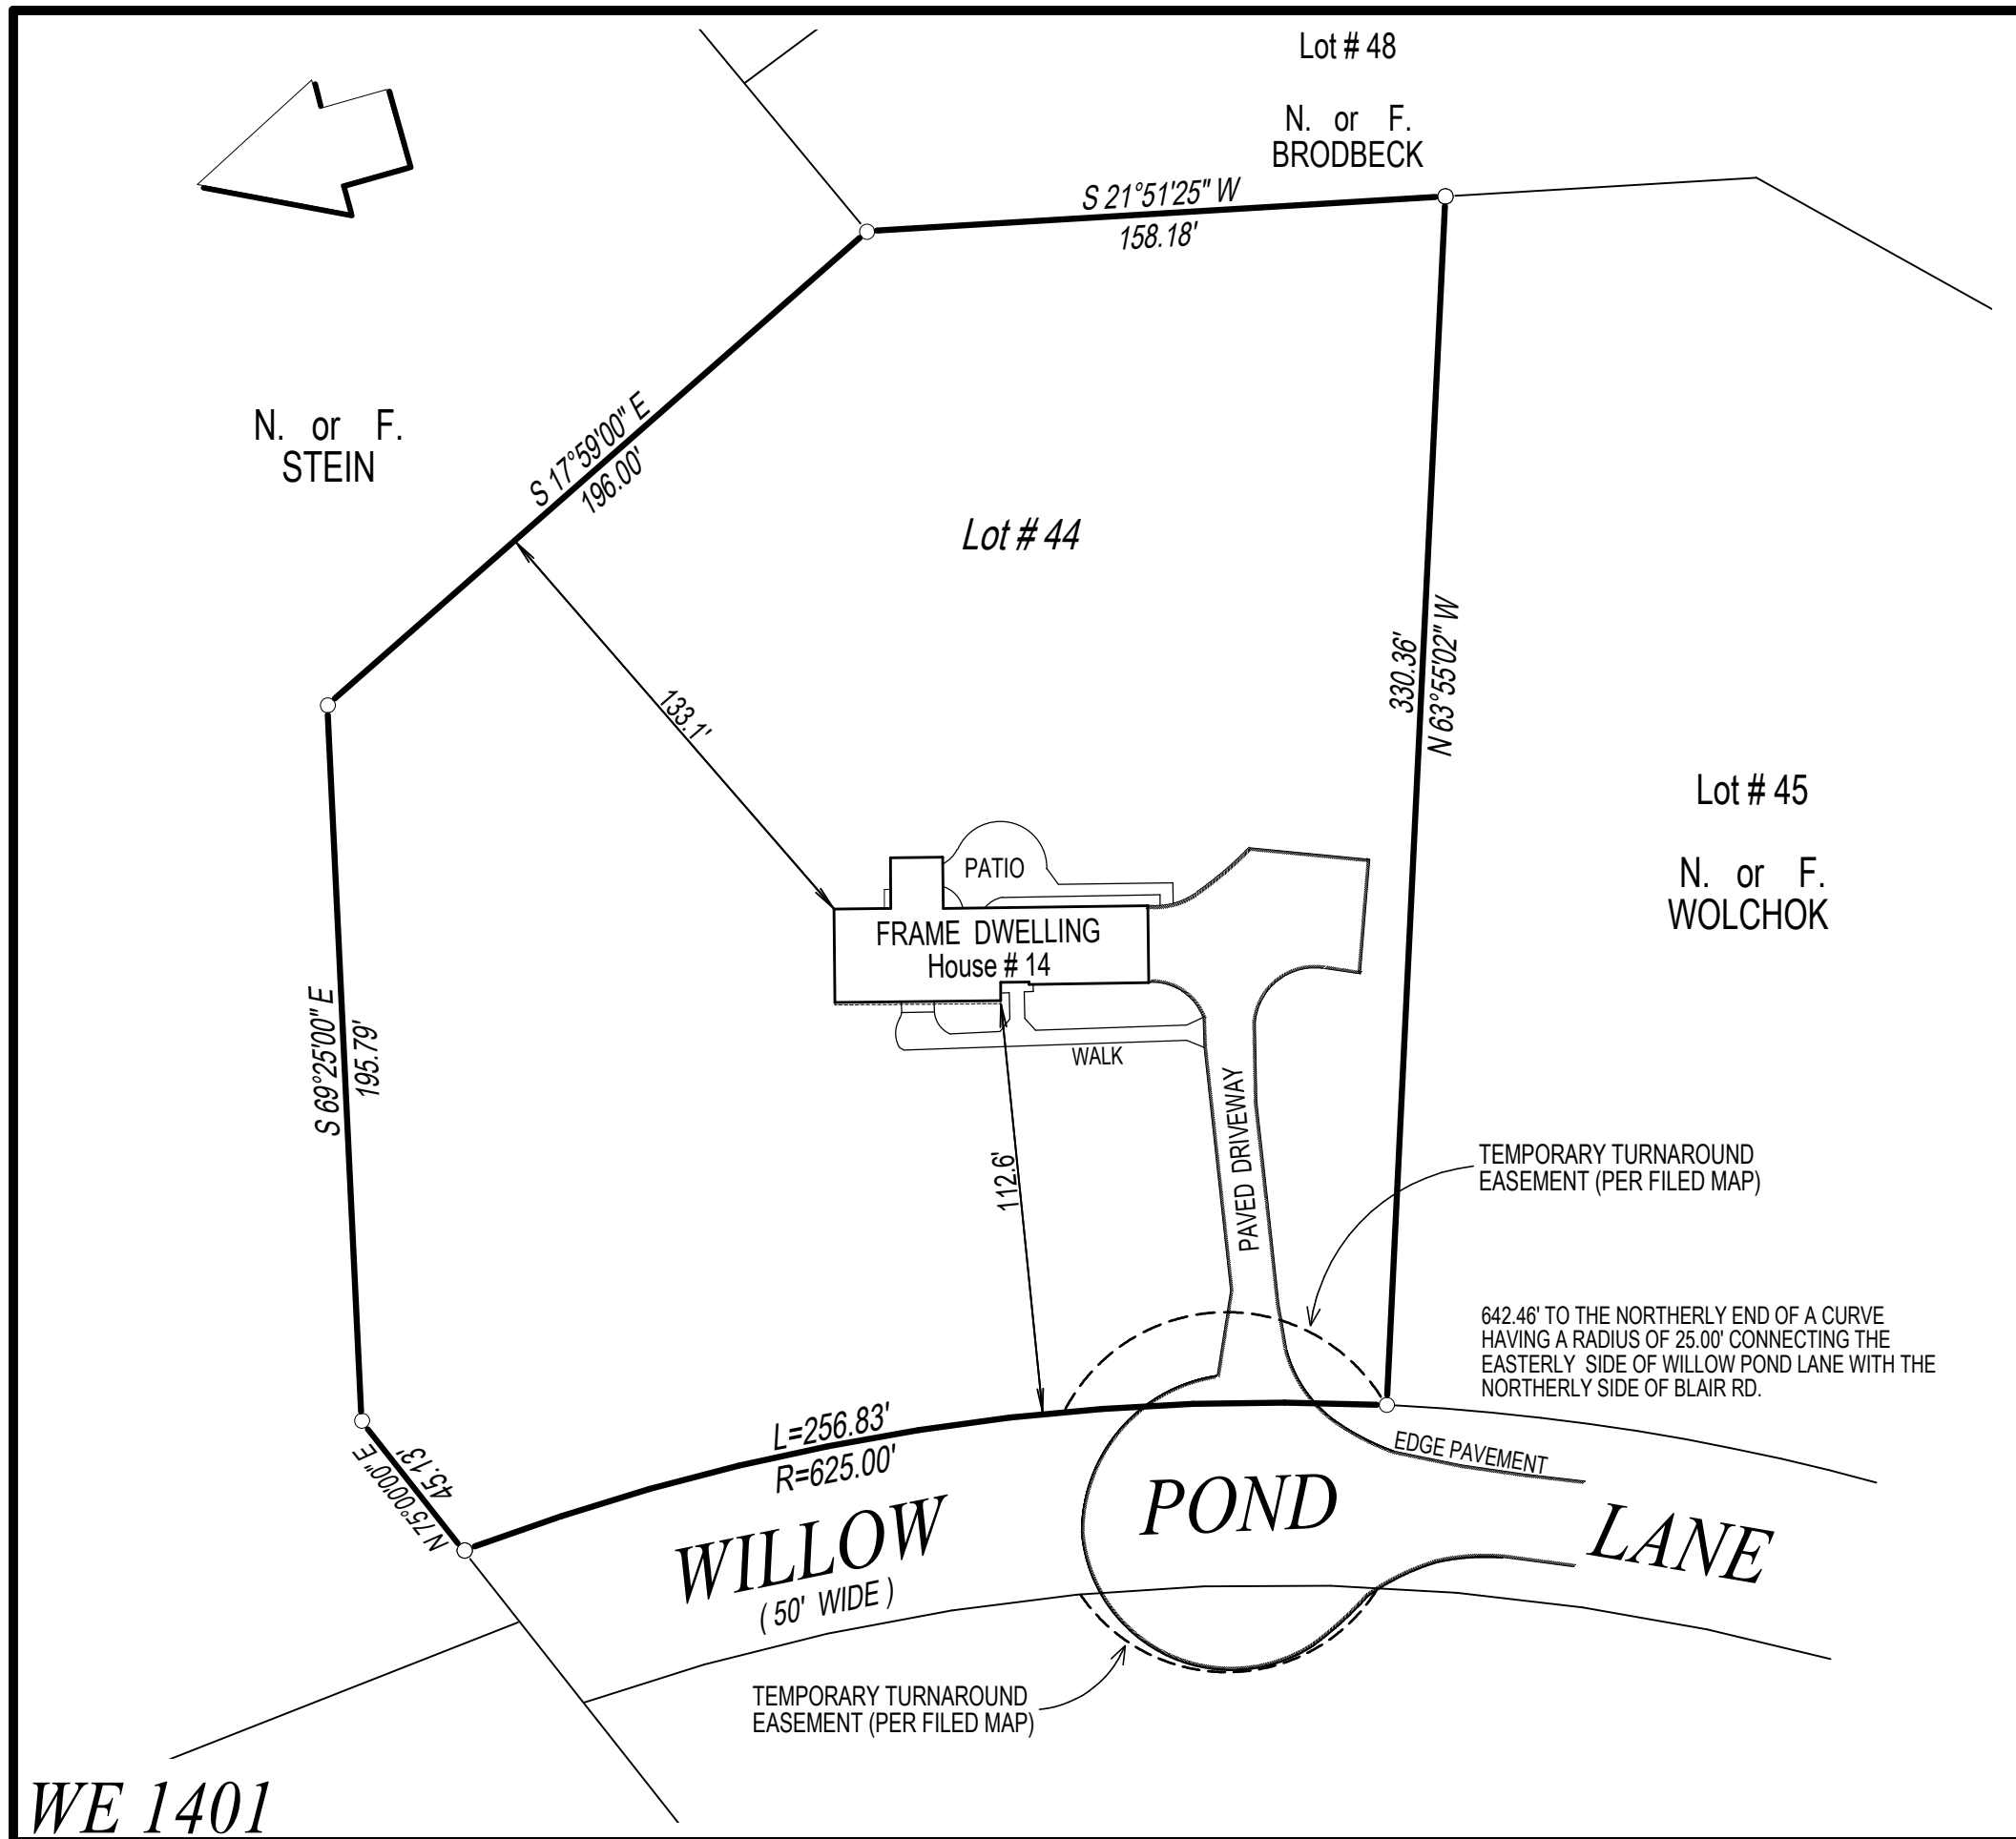 Lot # 48
N. or F.
BRODBECK
S 21°51'25" W
158.18'
N. or F.
STEIN
S 17°59'00" E
196.00'
Lot # 44
133.1'
330.36'
N 63°55'02" W
Lot # 45
N. or F.
WOLCHOK
PATIO
FRAME DWELLING
House # 14
WALK
S 69°25'00" E
195.79'
112.6'
PAVED DRIVEWAY
TEMPORARY TURNAROUND
EASEMENT (PER FILED MAP)
642.46' TO THE NORTHERLY END OF A CURVE
HAVING A RADIUS OF 25.00' CONNECTING THE
EASTERLY SIDE OF WILLOW POND LANE WITH THE
NORTHERLY SIDE OF BLAIR RD.
L=256.83'
R=625.00'
45.13'
N 75°00'00" E
EDGE PAVEMENT
WILLOW POND LANE
( 50' WIDE )
TEMPORARY TURNAROUND
EASEMENT (PER FILED MAP)
WE 1401